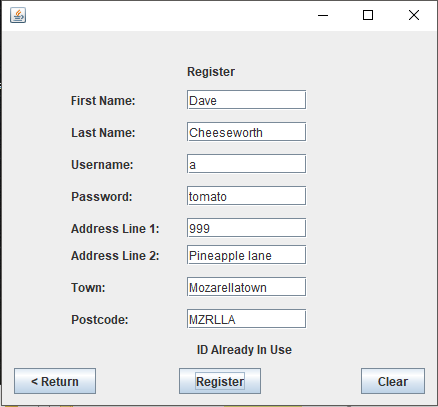 Register
First Name: Dave
Last Name: Cheeseworth
Username: a
Password: tomato
Address Line 1: 999
Address Line 2: Pineapple lane
Town: Mozarellatown
Postcode: MZRLLA
ID Already In Use
< Return Register Clear